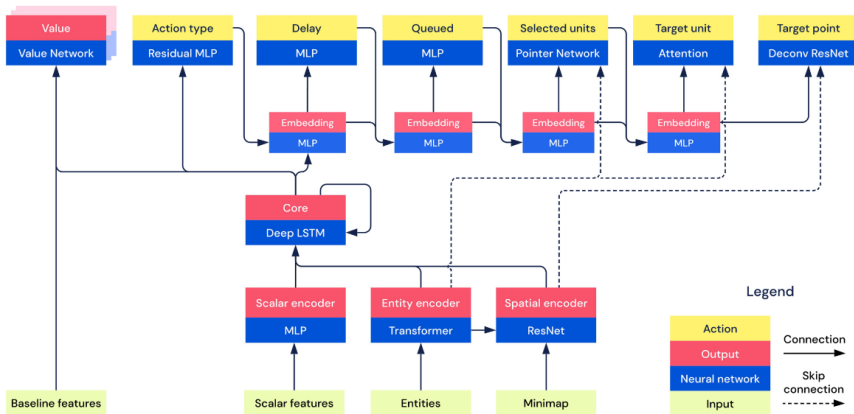 Value
Action type
Delay
Queued
Selected units
Target unit
Target point
Value Network
Residual MLP
MLP
MLP
Pointer Network
Attention
Deconv ResNet
Embedding
Embedding
Embedding
Embedding
MLP
MLP
MLP
MLP
Core
Deep LSTM
Scalar encoder
Entity encoder
Spatial encoder
MLP
Transformer
ResNet
Baseline features
Scalar features
Entities
Minimap
Legend
Action
Output
Neural network
Input
Connection
Skip
connection